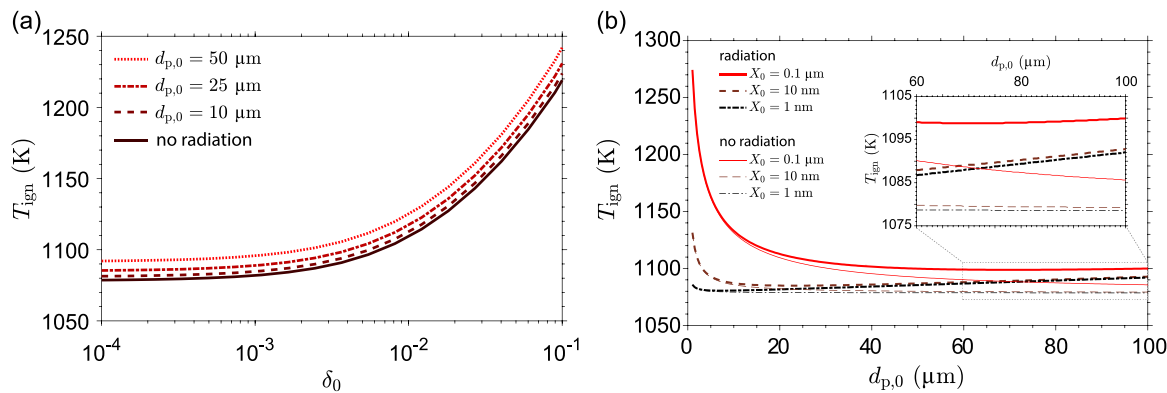 (a)
1250
1200
1150
1100
1050
T_ign (K)
d_p,0 = 50 µm
d_p,0 = 25 µm
d_p,0 = 10 µm
no radiation
10^-4
10^-3
10^-2
10^-1
δ_0
(b)
1300
1250
1200
1150
1100
1050
T_ign (K)
radiation
X_0 = 0.1 µm
X_0 = 10 nm
X_0 = 1 nm
no radiation
X_0 = 0.1 µm
X_0 = 10 nm
X_0 = 1 nm
d_p,0
(µm)
60
80
100
1105
1095
1085
1075
T_ign (K)
0
20
40
60
80
100
d_p,0 (µm)